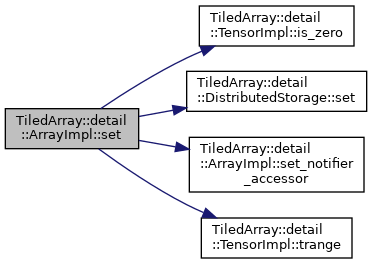 TiledArray::detail
::ArrayImpl::set
TiledArray::detail
::TensorImpl::is_zero
TiledArray::detail
::DistributedStorage::set
TiledArray::detail
::ArrayImpl::set_notifier
_accessor
TiledArray::detail
::TensorImpl::trange